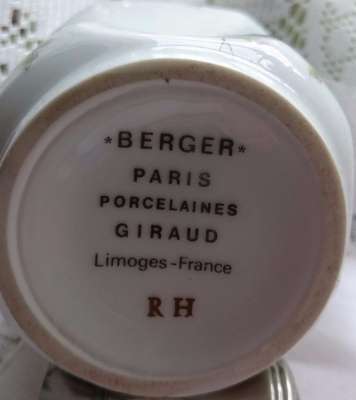 *BERGER*
PARIS
PORCELAINES
GIRAUD
Limoges-France
RH